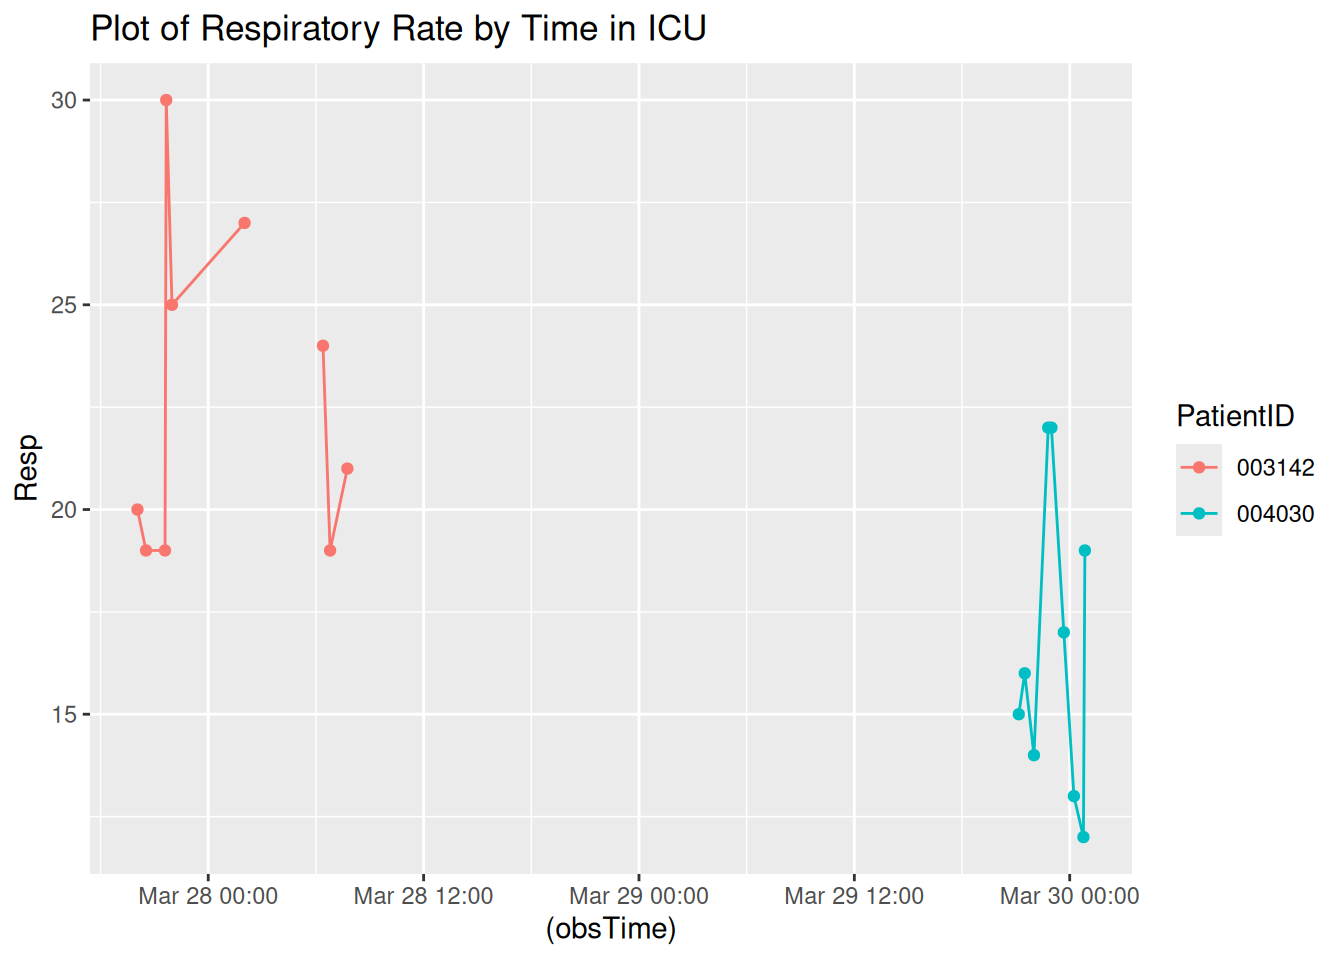 Plot of Respiratory Rate by Time in ICU
30
25
20
15
Resp
Mar 28 00:00
Mar 28 12:00
Mar 29 00:00
Mar 29 12:00
Mar 30 00:00
(obsTime)
PatientID
003142
004030